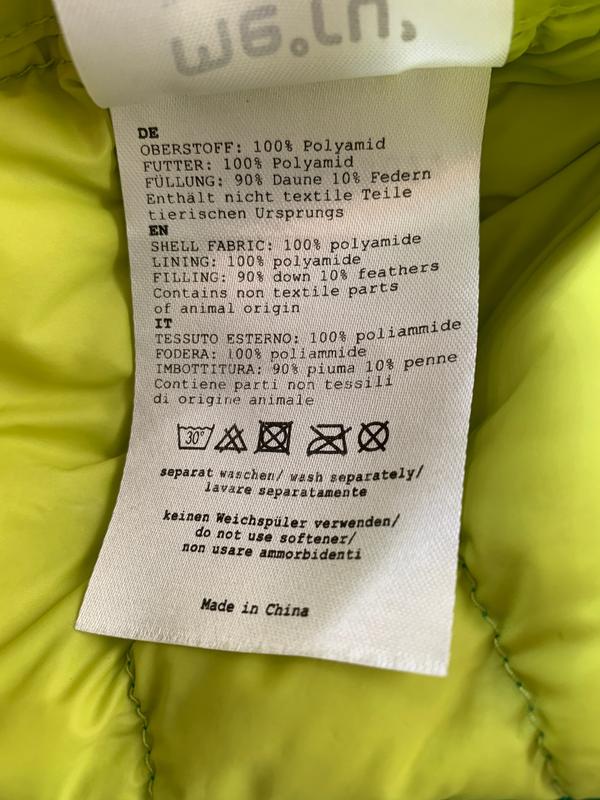 DE
OBERSTOFF: 100% Polyamid
FUTTER: 100% Polyamid
FÜLLUNG: 90% Daune 10% Federn
Enthält nicht textile Teile
tierischen Ursprungs
EN
SHELL FABRIC: 100% polyamide
LINING: 100% polyamide
FILLING: 90% down 10% feathers
Contains non textile parts
of animal origin
IT
TESSUTO ESTERNO: 100% poliammide
FODERA: 100% poliammide
IMBOTTITURA: 90% piuma 10% penne
Contiene parti non tessili
di origine animale
30°
separat waschen/ wash separately/
lavare separatamente
keinen Weichspüler verwenden/
do not use softener/
non usare ammorbidenti
Made in China